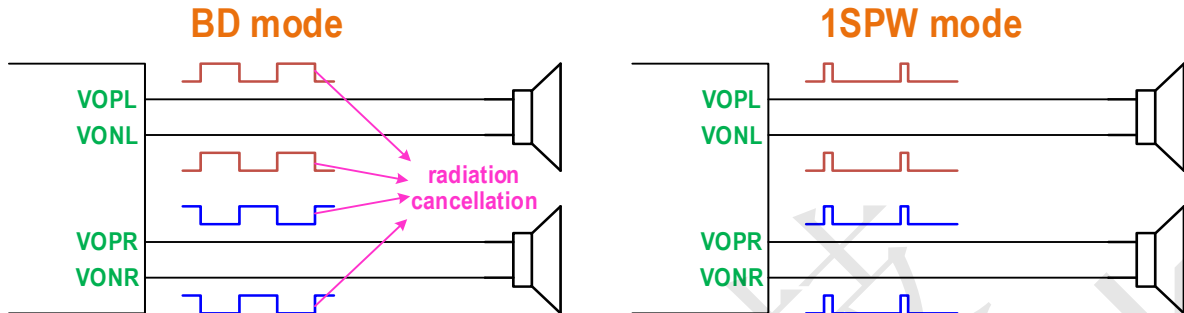 BD mode
1SPW mode
VOPL
VONL
radiation
cancellation
VOPR
VONR
VOPL
VONL
VOPR
VONR